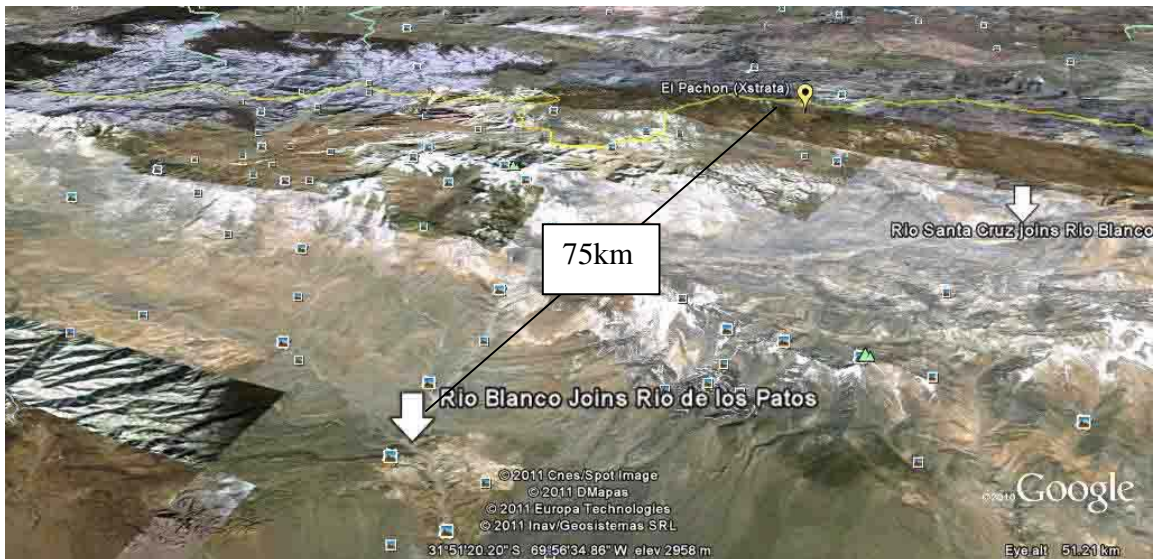 El Pachon (Xstrata)
Rio Santa Cruz joins Rio Blanco
75km
Rio Blanco Joins Rio de los Patos
© 2011 Cnes/Spot Image
© 2011 DMapas
© 2011 Europa Technologies
© 2011 Inav/Geosistemas SRL
©2010 Google
31°51'20.20" S 69°56'34.86" W elev 2958 m
Eye alt 51.21 km